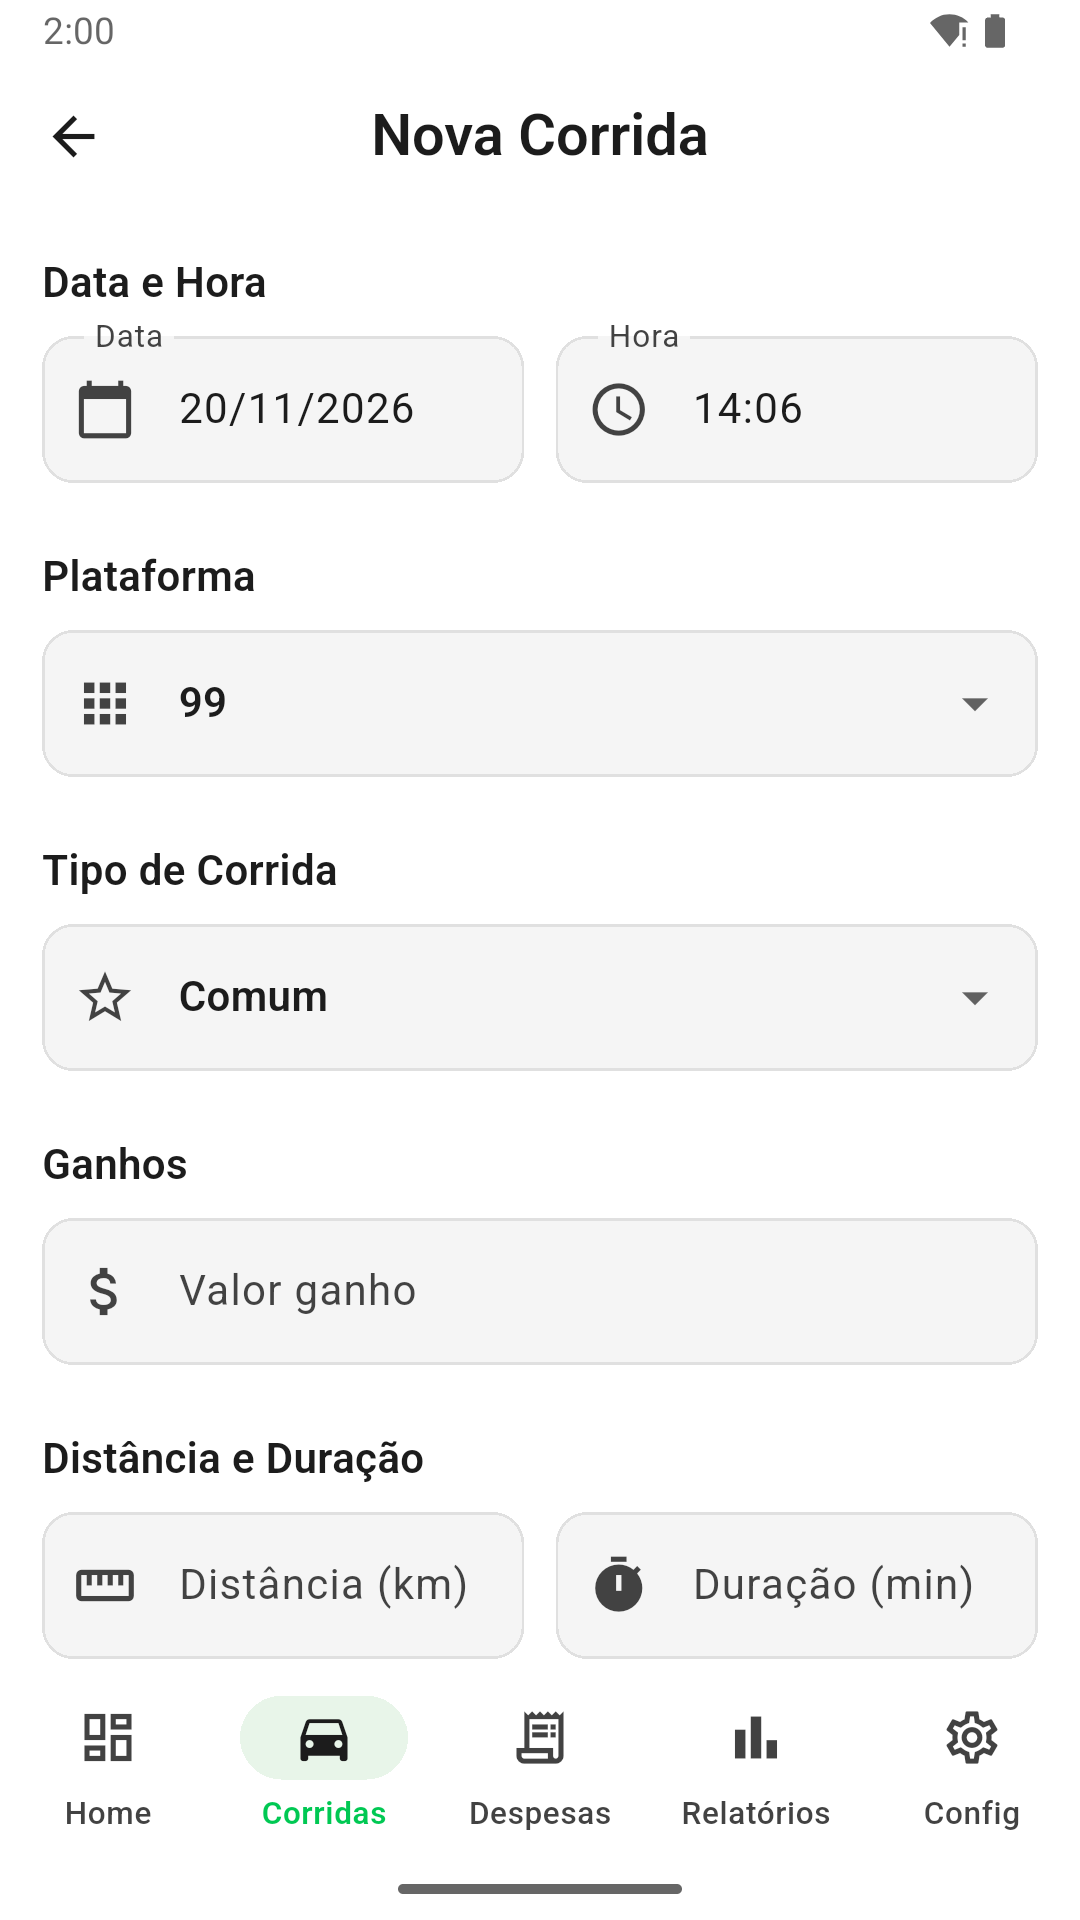 2:00
Nova Corrida
Data e Hora
Data
Hora
20/11/2026
14:06
Plataforma
99
Tipo de Corrida
Comum
Ganhos
Valor ganho
Distância e Duração
Distância (km)
Duração (min)
Home
Corridas
Despesas
Relatórios
Config